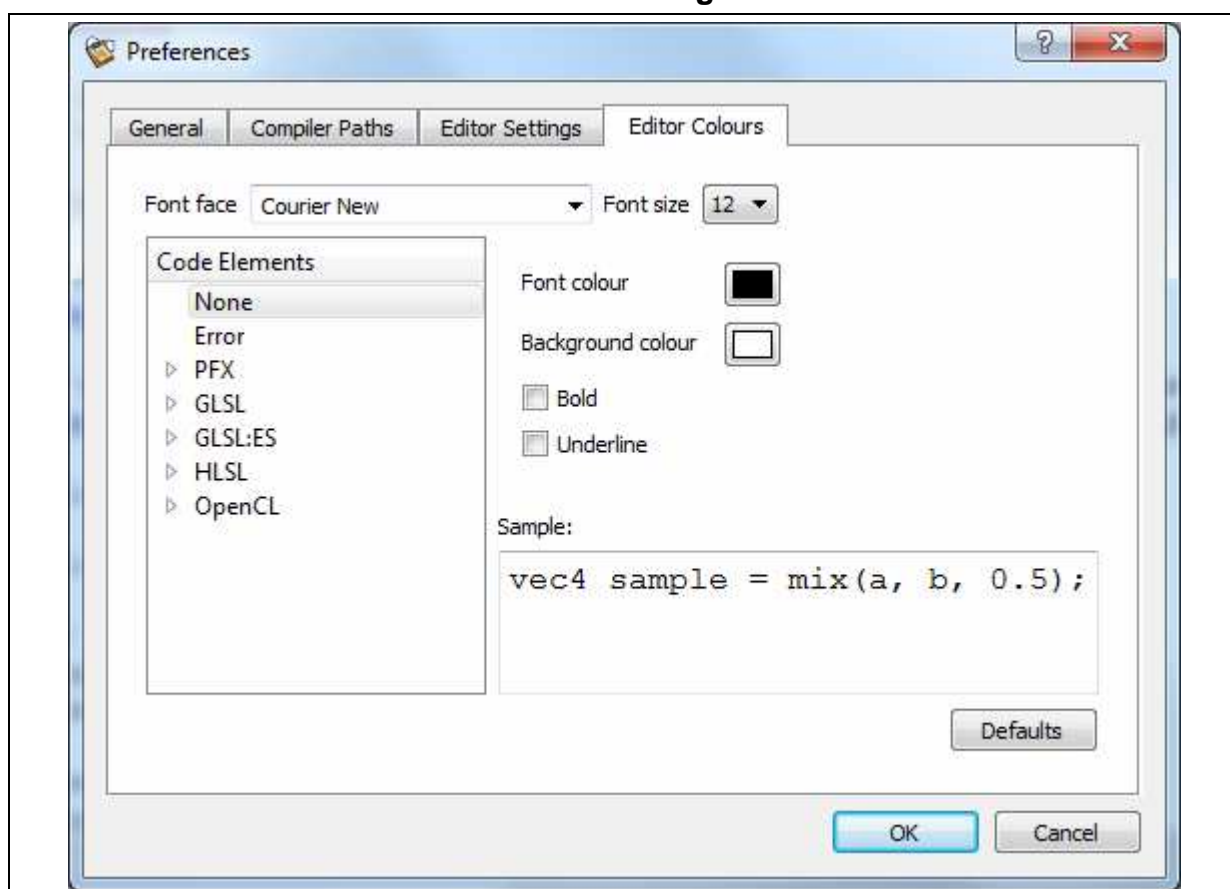 Preferences
General Compiler Paths Editor Settings Editor Colours
Font face Courier New Font size 12
Code Elements
None
Error
PFX
GLSL
GLSL:ES
HLSL
OpenCL
Font colour
Background colour
Bold
Underline
Sample:
vec4 sample = mix(a, b, 0.5);
Defaults
OK Cancel